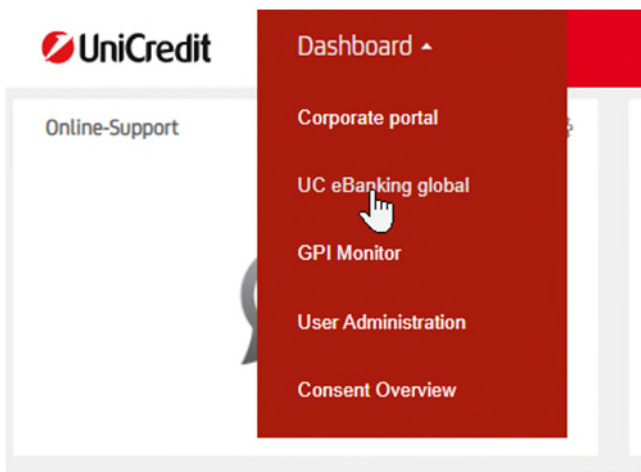 UniCredit
Dashboard
Online-Support
Corporate portal
UC eBanking global
GPI Monitor
User Administration
Consent Overview